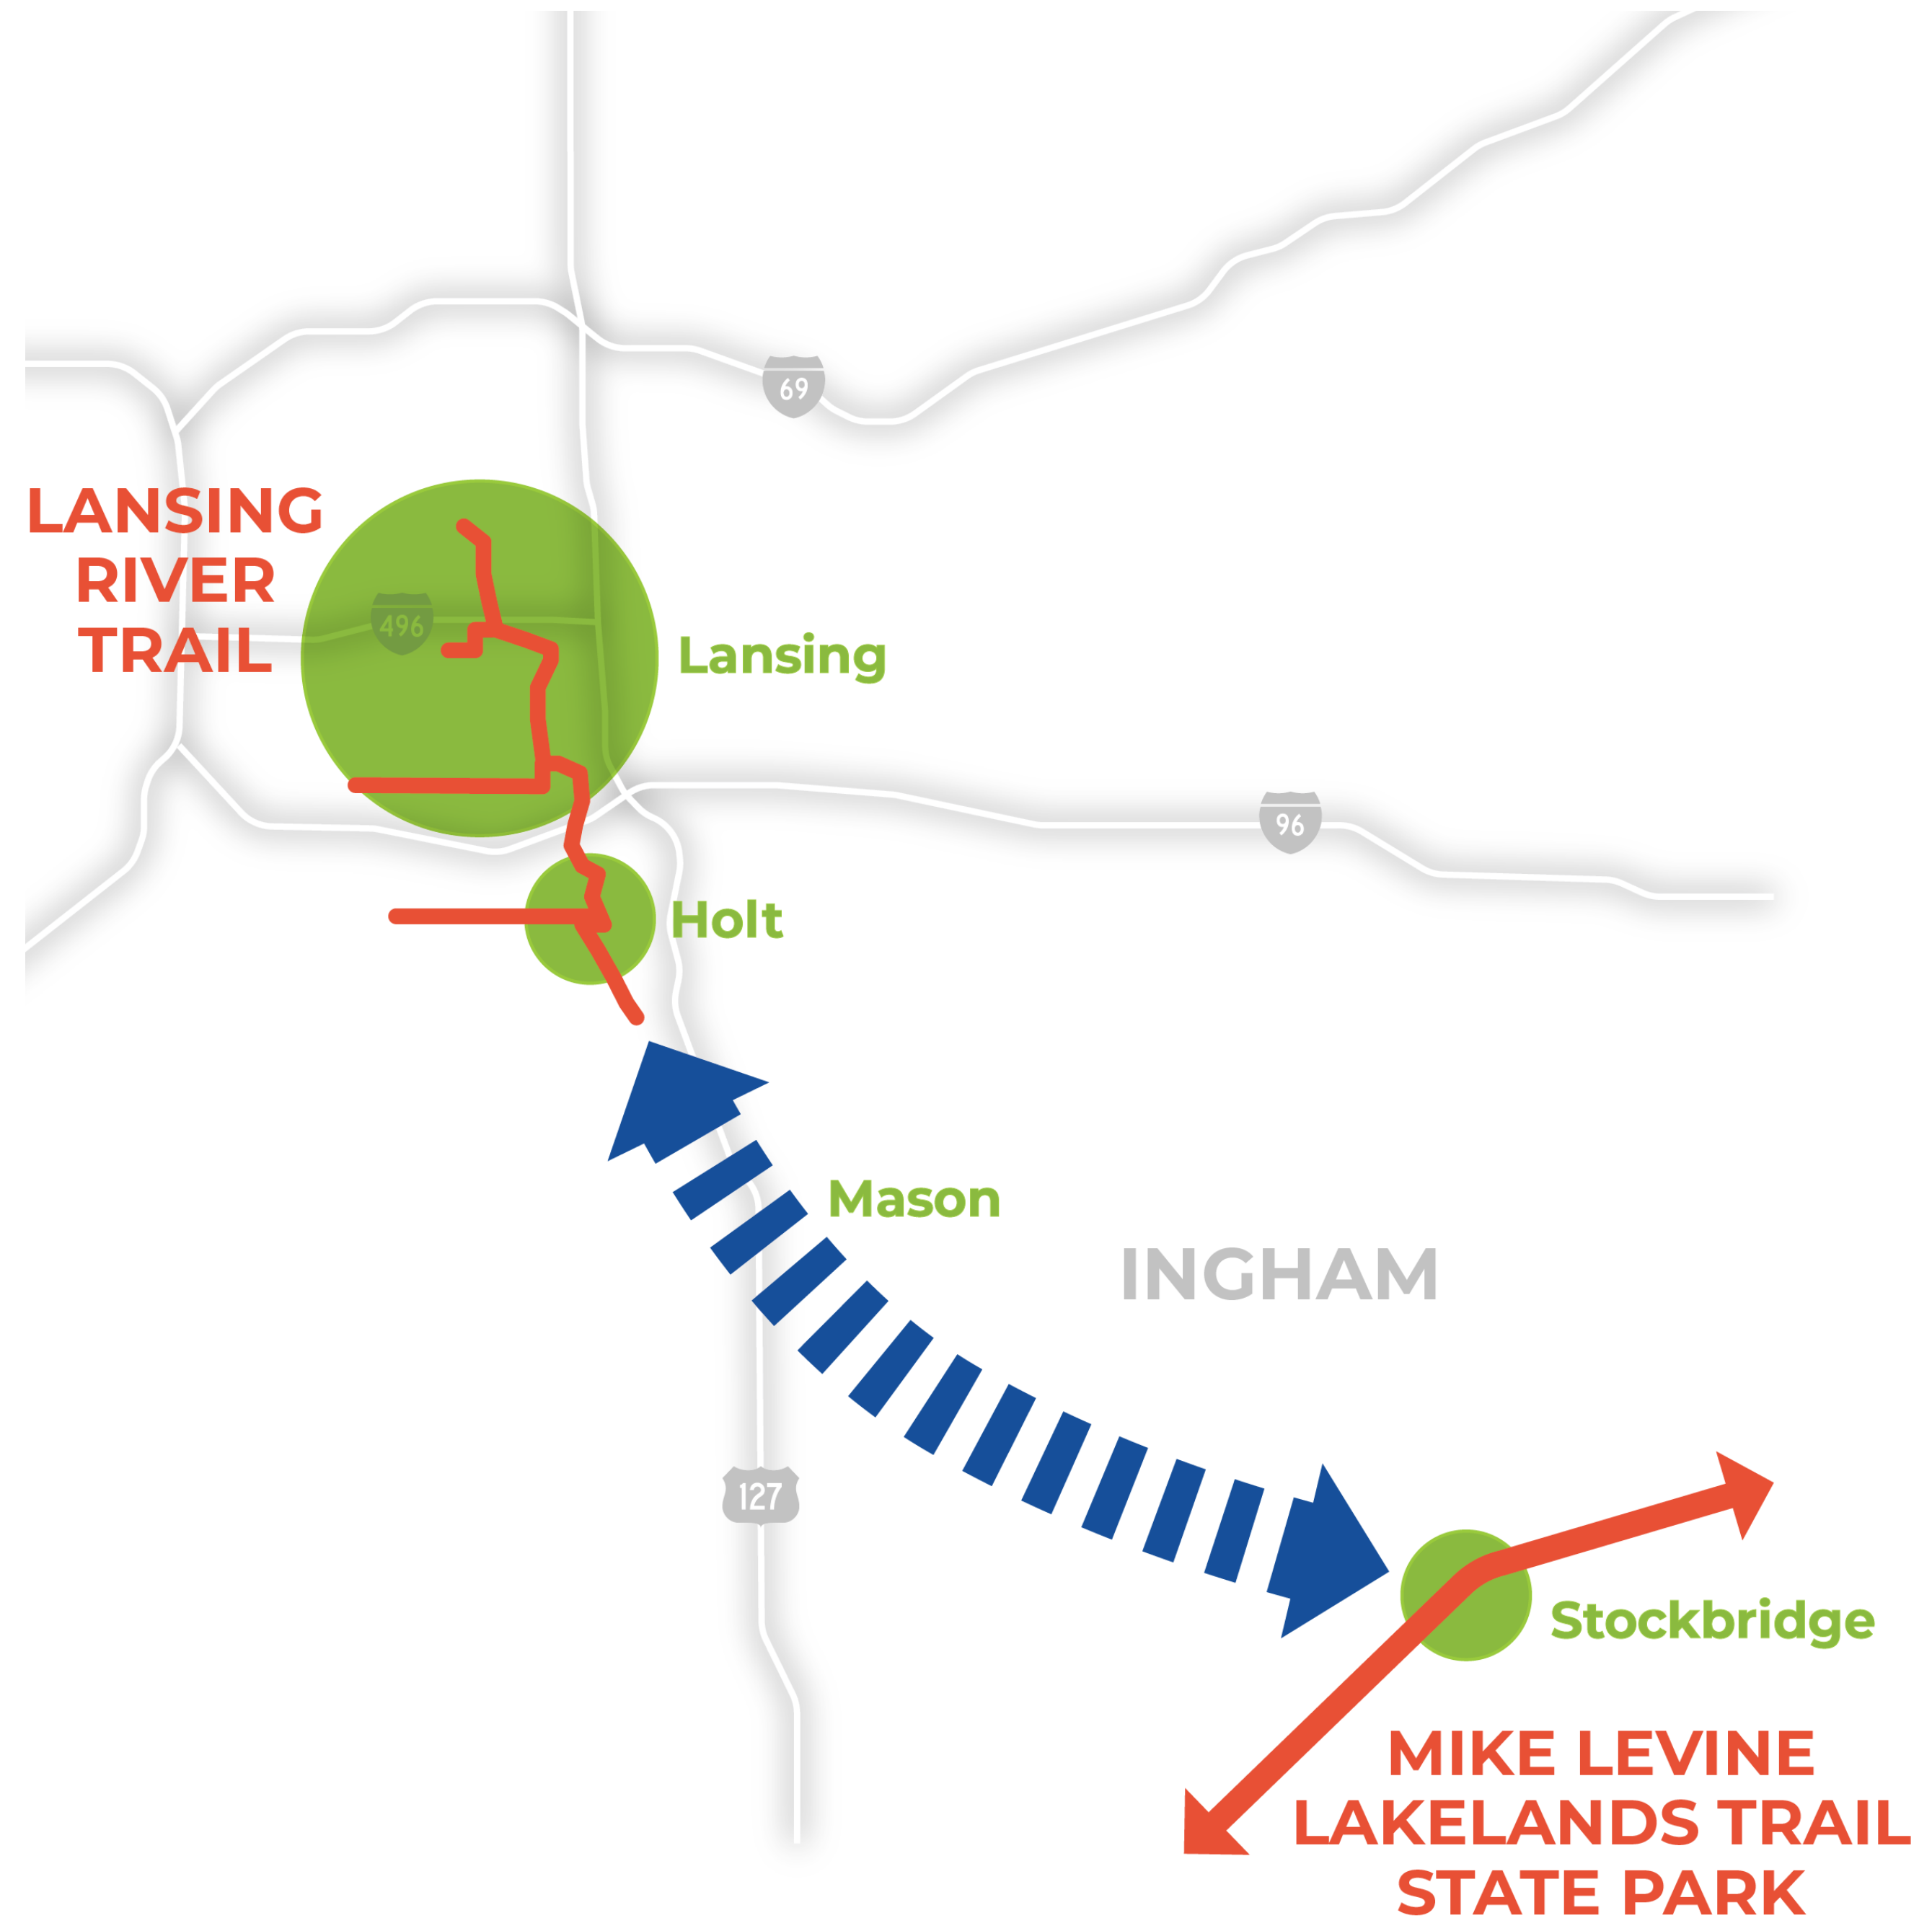 69
LANSING
RIVER
TRAIL
496
Lansing
96
Holt
Mason
INGHAM
127
Stockbridge
MIKE LEVINE
LAKELANDS TRAIL
STATE PARK